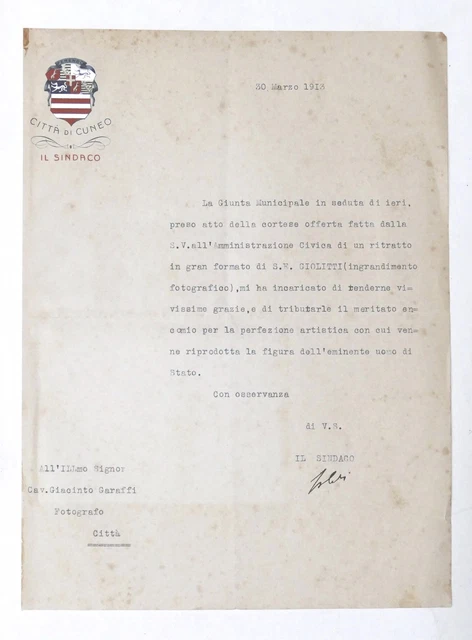 CITTÀ DI CUNEO
IL SINDACO
30 Marzo 1913
La Giunta Municipale in seduta di ieri,
preso atto della cortese offerta fatta dalla
S.V.all'Amministrazione Civica di un ritratto
in gran formato di S.E. GIOLITTI(ingrandimento
fotografico),mi ha incaricato di renderne vi=
vissime grazie,e di tributarle il meritato en=
comio per la perfezione artistica con cui ven=
ne riprodotta la figura dell'eminente uomo di
Stato.
Con osservanza
di V.S.
IL SINDACO
All'Illmo Signor
Cav.Giacinto Garaffi
Fotografo
Città